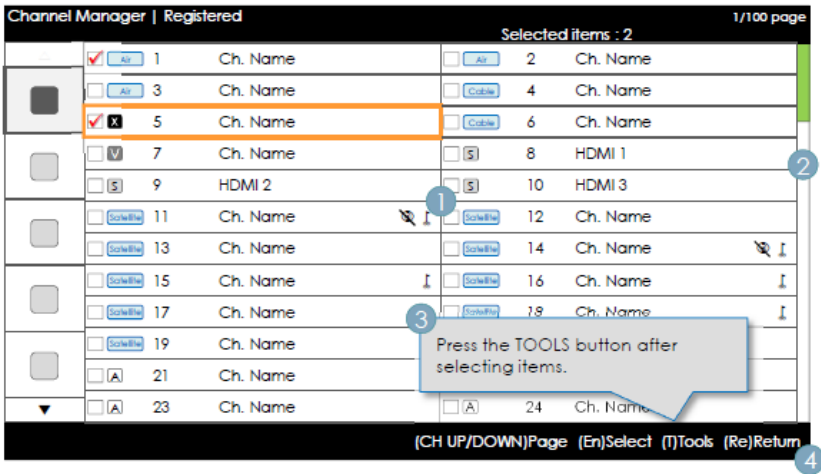 Channel Manager | Registered 1/100 page
Selected items : 2
Air 1 Ch. Name Air 2 Ch. Name
Air 3 Ch. Name Cable 4 Ch. Name
X 5 Ch. Name Cable 6 Ch. Name
V 7 Ch. Name S 8 HDMI 1
2
S 9 HDMI 2 S 10 HDMI 3
1
Satellite 11 Ch. Name Satellite 12 Ch. Name
Satellite 13 Ch. Name Satellite 14 Ch. Name
Satellite 15 Ch. Name Satellite 16 Ch. Name
Satellite 17 Ch. Name Satellite 18 Ch. Name
3
Satellite 19 Ch. Name
Press the TOOLS button after
selecting items.
A 21 Ch. Name
A 23 Ch. Name A 24 Ch. Name
(CH UP/DOWN)Page (En)Select (T)Tools (Re)Return
4